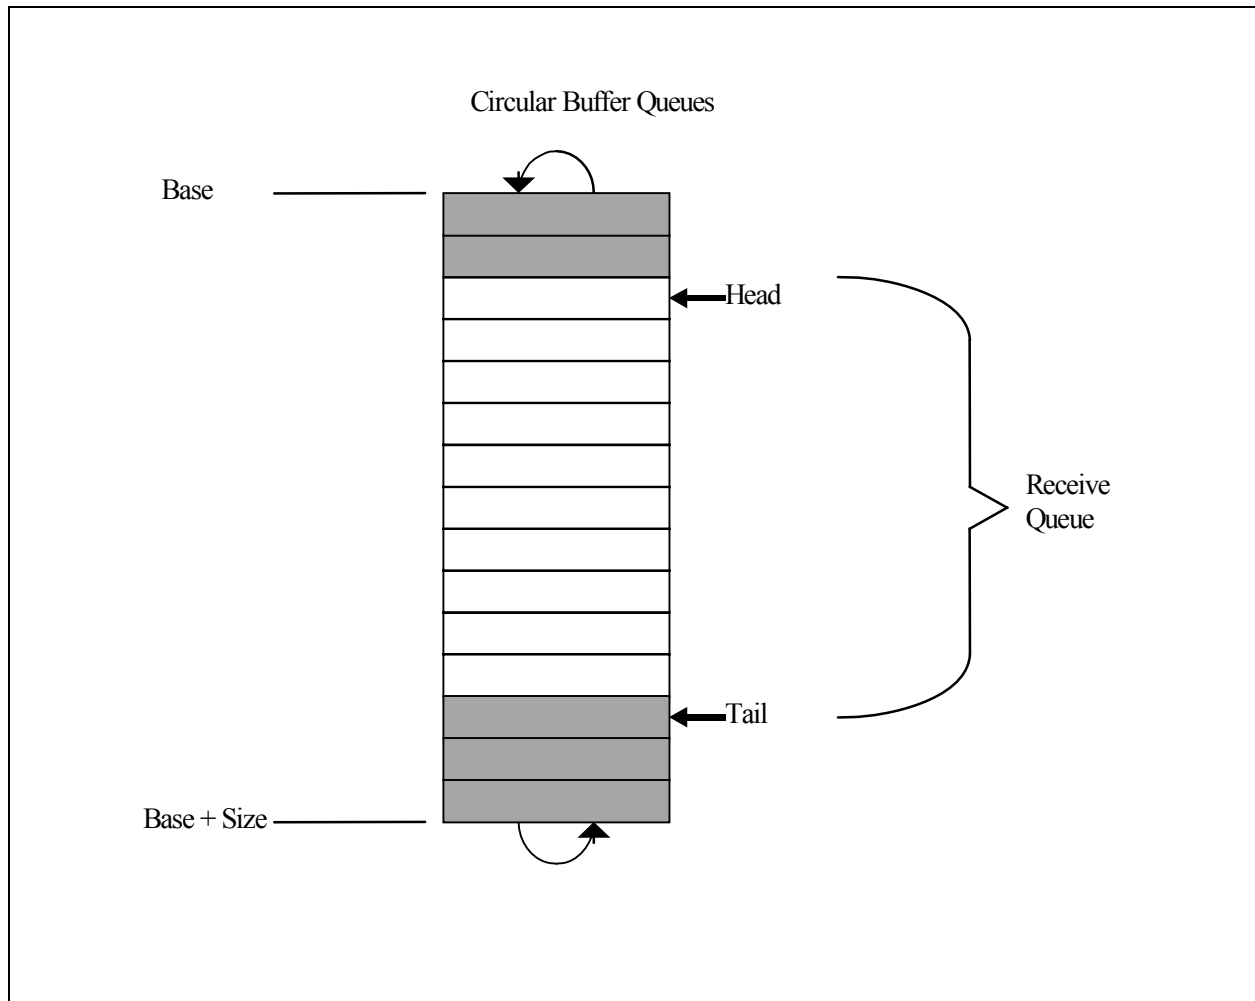 Circular Buffer Queues
Base
Head
Receive
Queue
Tail
Base + Size